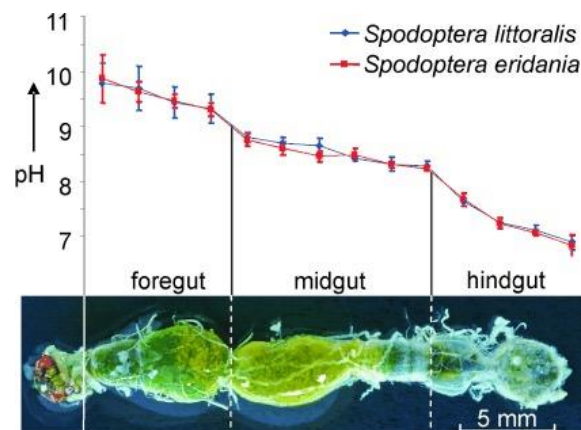 11
Spodoptera littoralis
Spodoptera eridania
10
9
pH
8
7
foregut midgut hindgut
5 mm